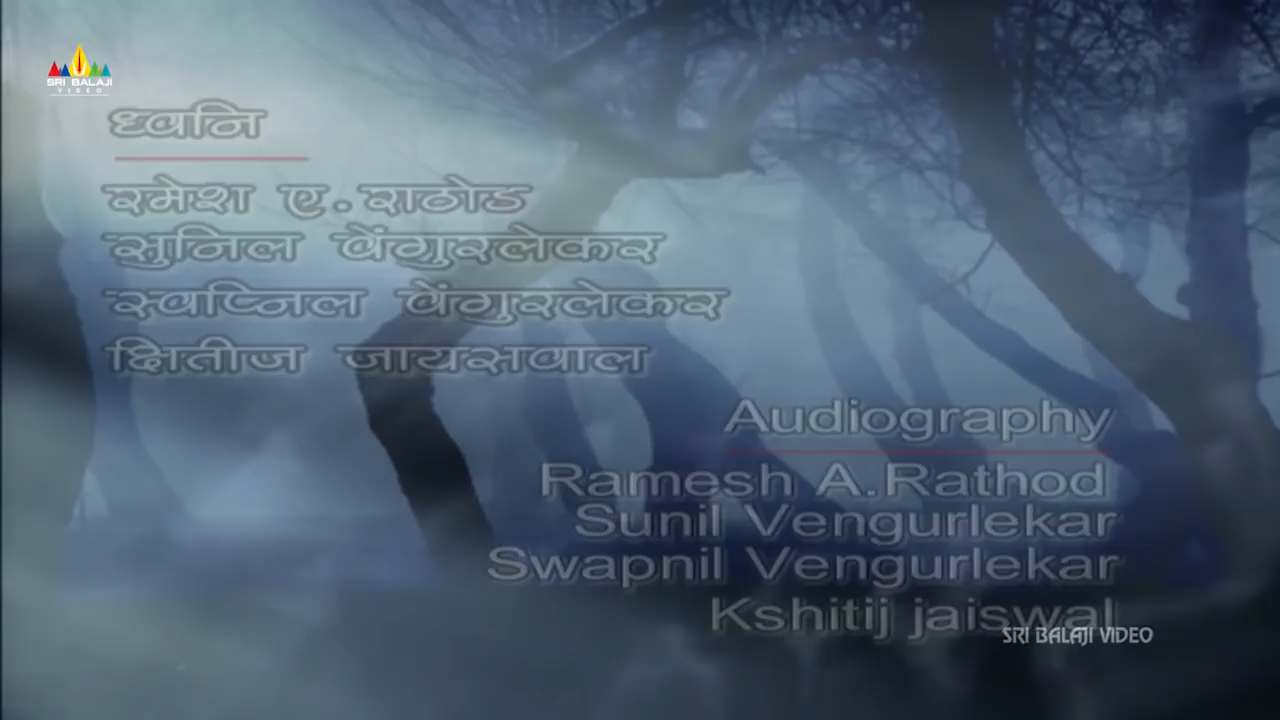 SRI BALAJI
VIDEO
ध्वनि
रमेश ए.राठोड
सुनिल वेंगुरलेकर
स्वप्निल वेंगुरलेकर
क्षितीज जायसवाल
Audiography
Ramesh A.Rathod
Sunil Vengurlekar
Swapnil Vengurlekar
Kshitij jaiswal
SRI BALAJI VIDEO